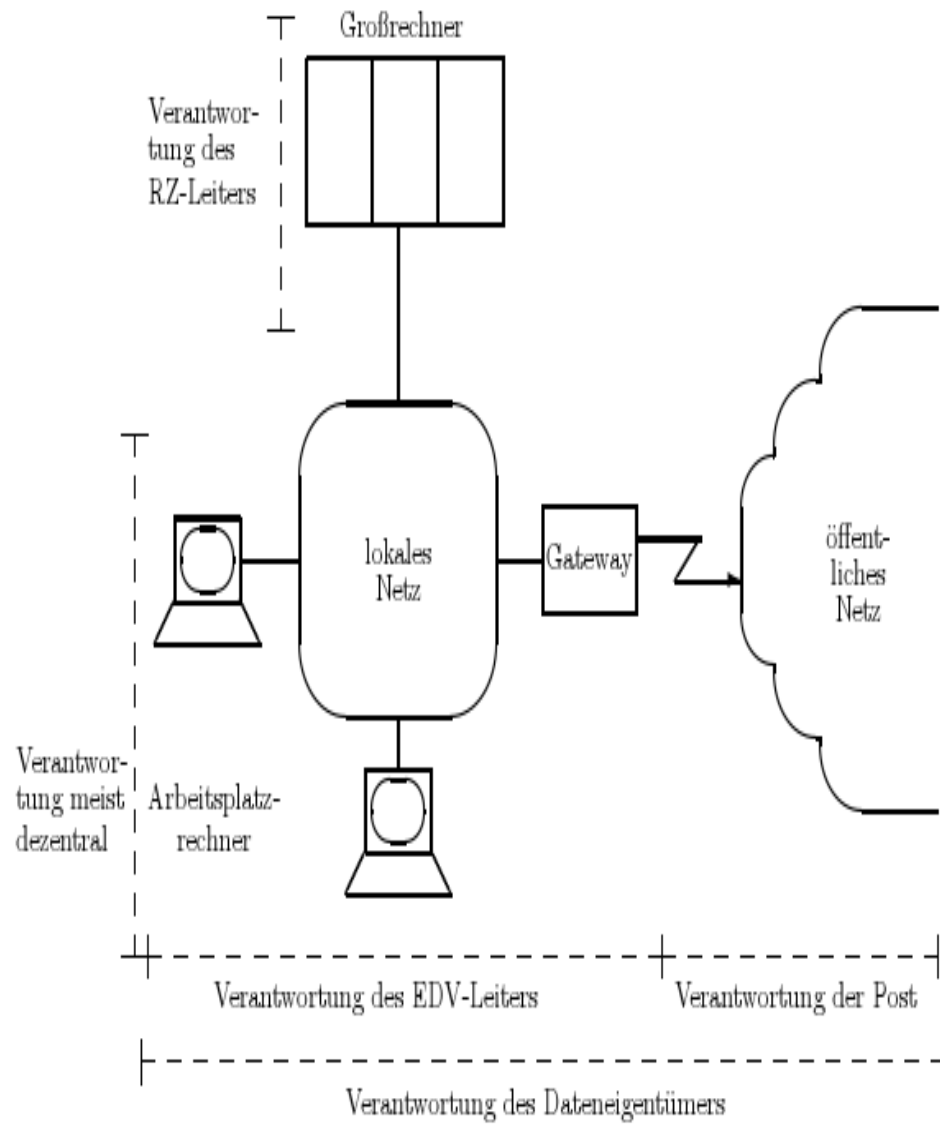 Großrechner
Verantwor-
tung des
RZ-Leiters
lokales
Netz
Gateway
öffent-
liches
Netz
Verantwor-
tung meist
dezentral
Arbeitsplatz-
rechner
Verantwortung des EDV-Leiters
Verantwortung der Post
Verantwortung des Dateneigentümers